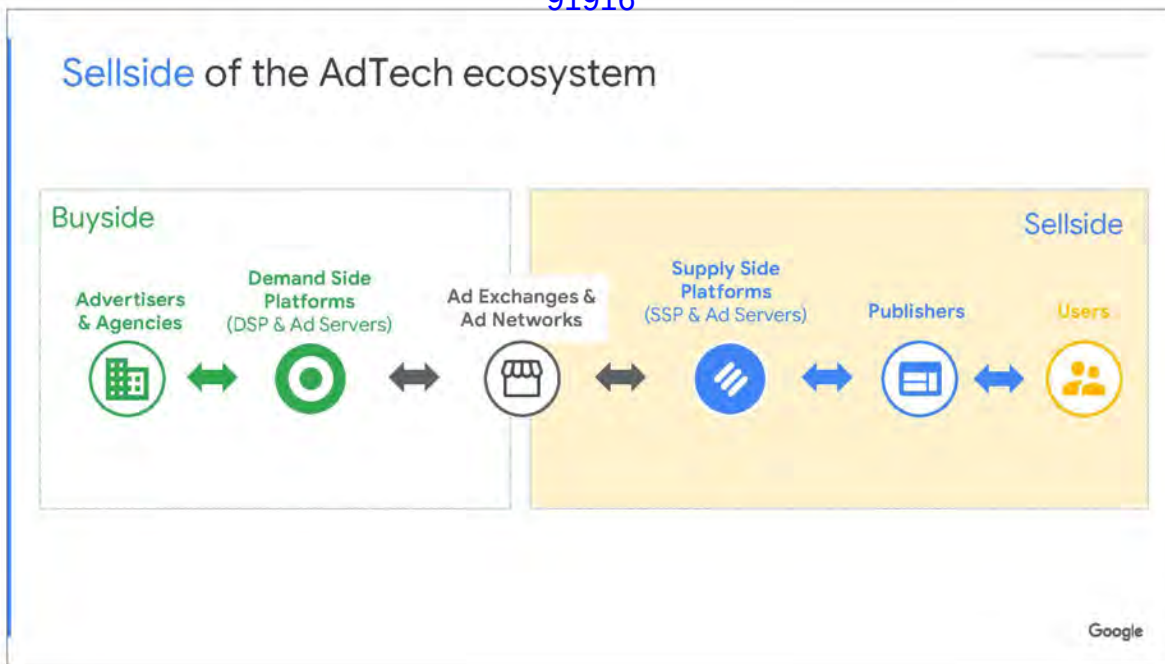 91916
Sellside of the AdTech ecosystem
Buyside
Advertisers
& Agencies
Demand Side
Platforms
(DSP & Ad Servers)
Ad Exchanges &
Ad Networks
Sellside
Supply Side
Platforms
(SSP & Ad Servers)
Publishers
Users
Google